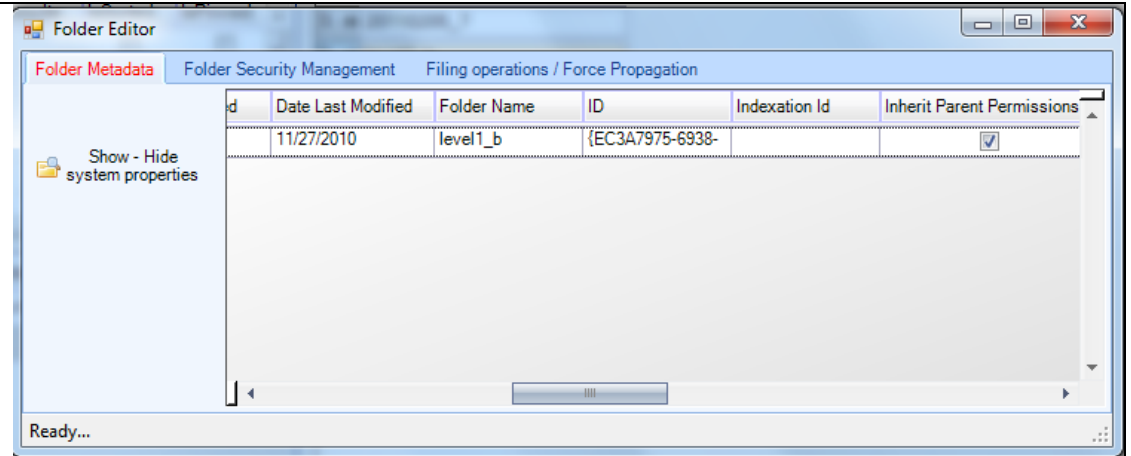 Folder Editor
Folder Metadata Folder Security Management Filing operations / Force Propagation
ed Date Last Modified Folder Name ID Indexation Id Inherit Parent Permissions
11/27/2010 level1_b {EC3A7975-6938-
Show - Hide
system properties
Ready...